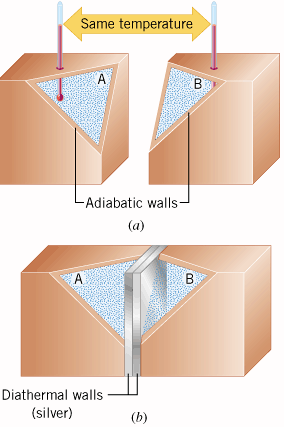 Same temperature
A
B
Adiabatic walls
(a)
A
B
Diathermal walls
(silver)
(b)